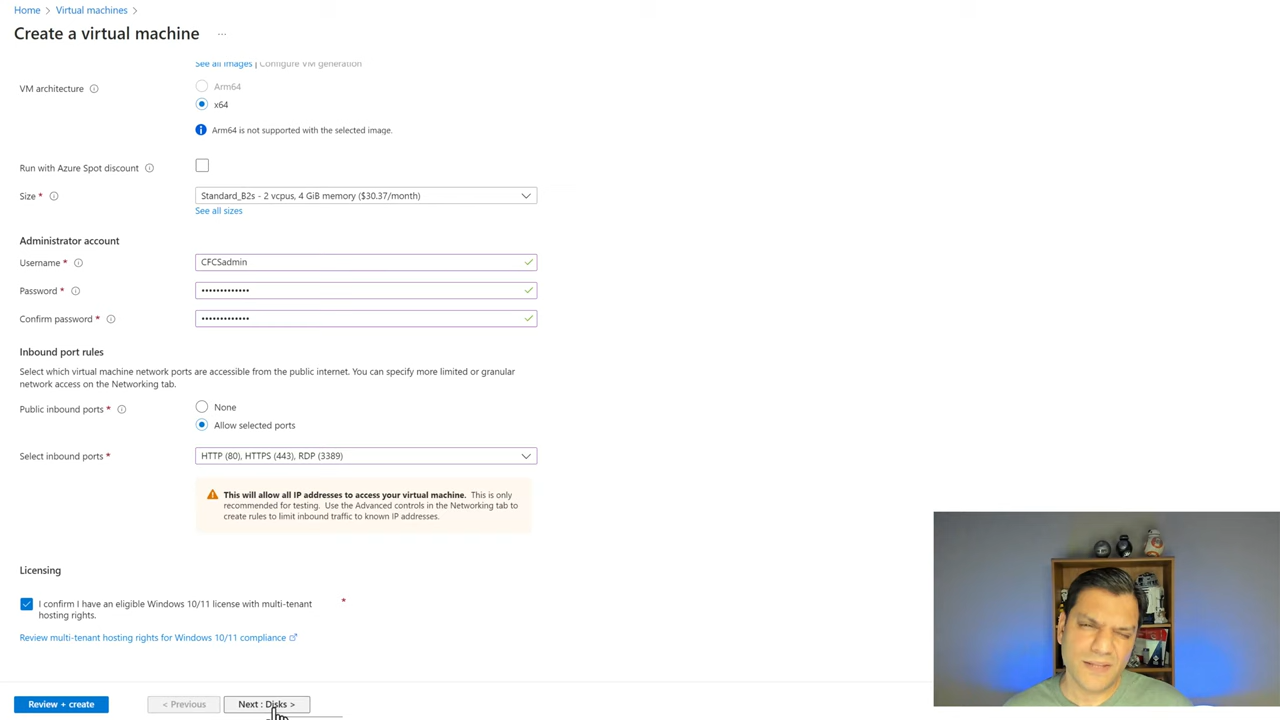 Home > Virtual machines >
Create a virtual machine ...
See all images | Configure VM generation
VM architecture
Arm64
x64
Arm64 is not supported with the selected image.
Run with Azure Spot discount
Size *
Standard_B2s - 2 vcpus, 4 GiB memory ($30.37/month)
See all sizes
Administrator account
Username *
CFCSadmin
Password *
•••••••••••••
Confirm password *
•••••••••••••
Inbound port rules
Select which virtual machine network ports are accessible from the public internet. You can specify more limited or granular
network access on the Networking tab.
Public inbound ports *
None
Allow selected ports
Select inbound ports *
HTTP (80), HTTPS (443), RDP (3389)
This will allow all IP addresses to access your virtual machine. This is only
recommended for testing. Use the Advanced controls in the Networking tab to
create rules to limit inbound traffic to known IP addresses.
Licensing
I confirm I have an eligible Windows 10/11 license with multi-tenant *
hosting rights.
Review multi-tenant hosting rights for Windows 10/11 compliance
Review + create
< Previous
Next : Disks >